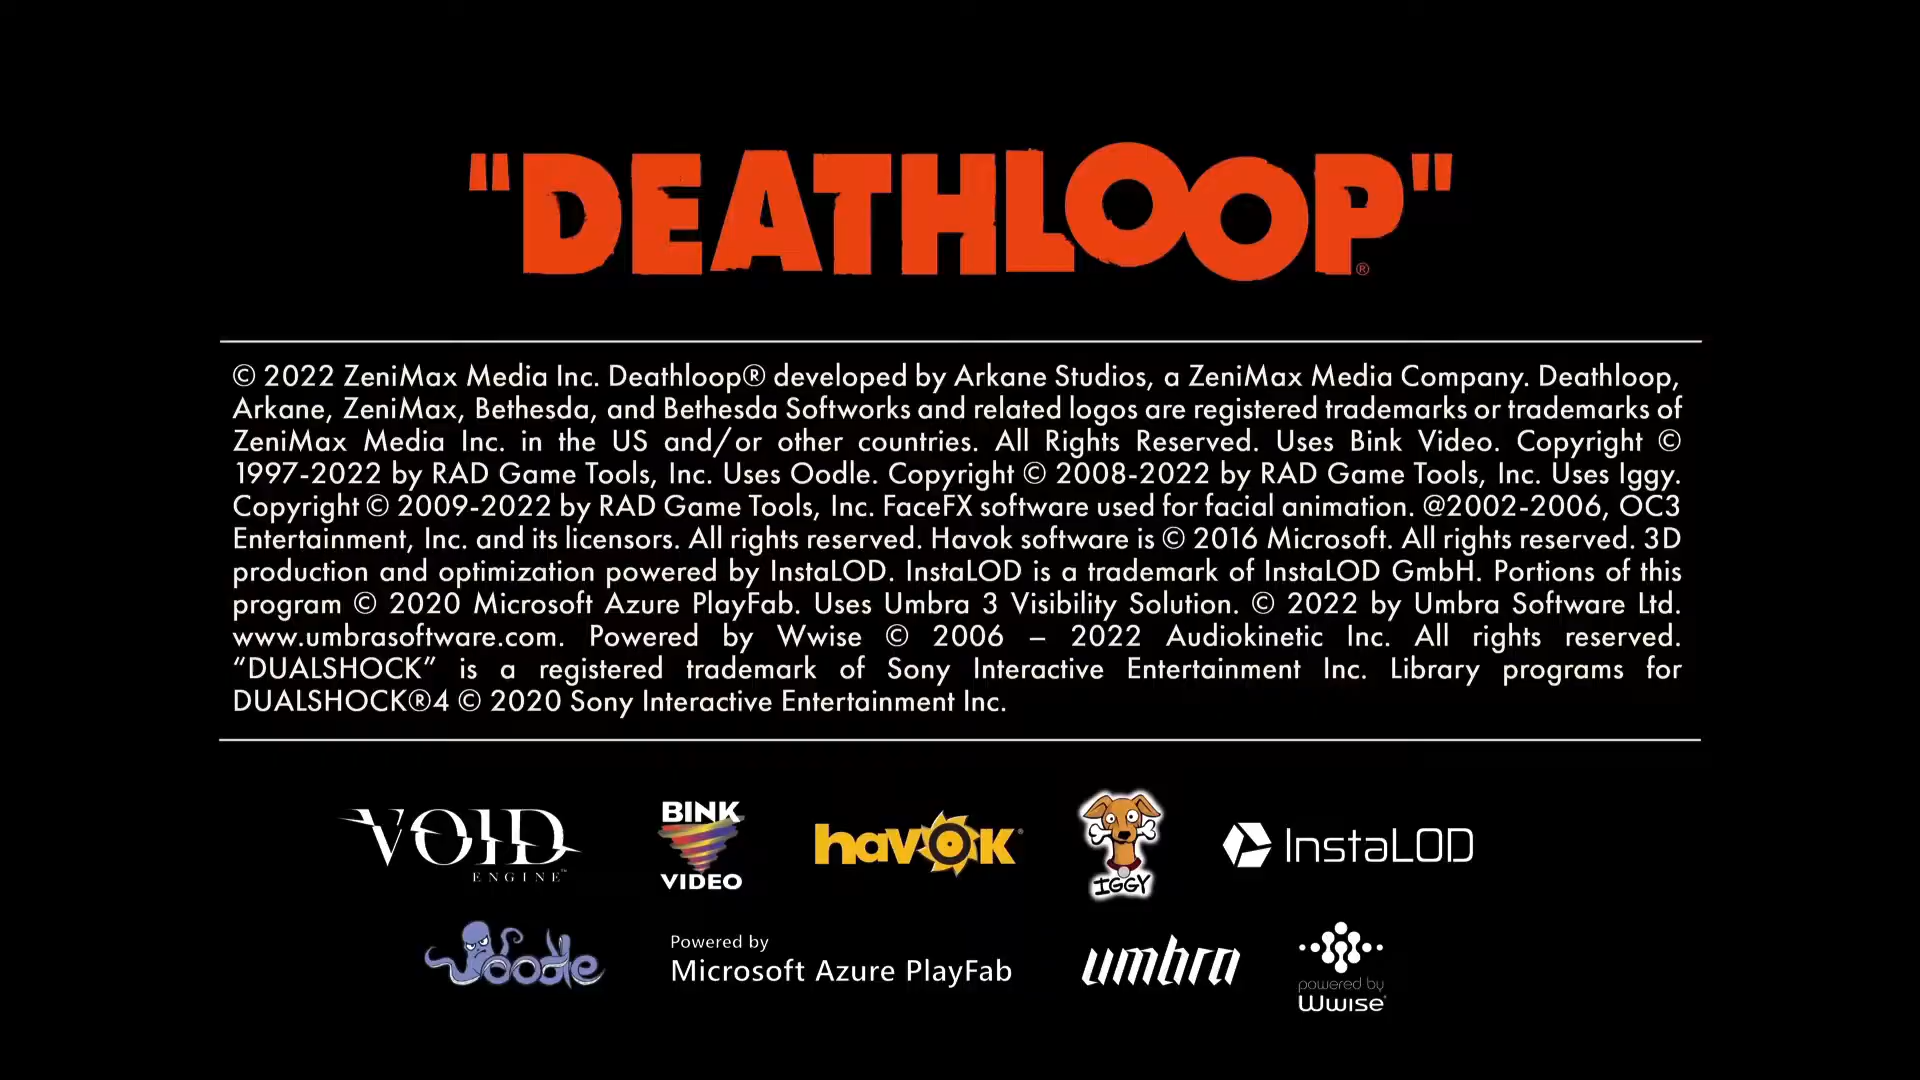 "DEATHLOOP"®
© 2022 ZeniMax Media Inc. Deathloop® developed by Arkane Studios, a ZeniMax Media Company. Deathloop,
Arkane, ZeniMax, Bethesda, and Bethesda Softworks and related logos are registered trademarks or trademarks of
ZeniMax Media Inc. in the US and/or other countries. All Rights Reserved. Uses Bink Video. Copyright ©
1997-2022 by RAD Game Tools, Inc. Uses Oodle. Copyright © 2008-2022 by RAD Game Tools, Inc. Uses Iggy.
Copyright © 2009-2022 by RAD Game Tools, Inc. FaceFX software used for facial animation. @2002-2006, OC3
Entertainment, Inc. and its licensors. All rights reserved. Havok software is © 2016 Microsoft. All rights reserved. 3D
production and optimization powered by InstaLOD. InstaLOD is a trademark of InstaLOD GmbH. Portions of this
program © 2020 Microsoft Azure PlayFab. Uses Umbra 3 Visibility Solution. © 2022 by Umbra Software Ltd.
www.umbrasoftware.com. Powered by Wwise © 2006 – 2022 Audiokinetic Inc. All rights reserved.
“DUALSHOCK” is a registered trademark of Sony Interactive Entertainment Inc. Library programs for
DUALSHOCK®4 © 2020 Sony Interactive Entertainment Inc.
VOID
ENGINE™
BINK
VIDEO
havok®
IGGY
InstaLOD
oodle
Powered by
Microsoft Azure PlayFab
umbra
powered by
Wwise®